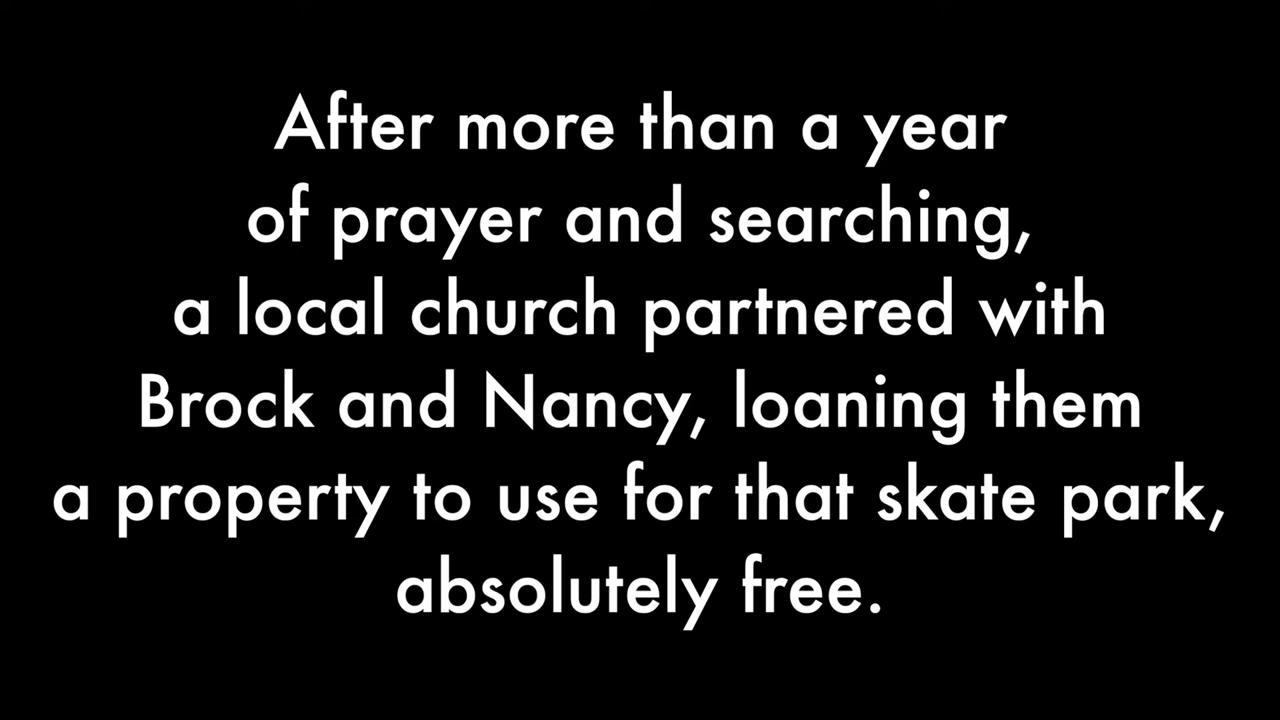 After more than a year
of prayer and searching,
a local church partnered with
Brock and Nancy, loaning them
a property to use for that skate park,
absolutely free.